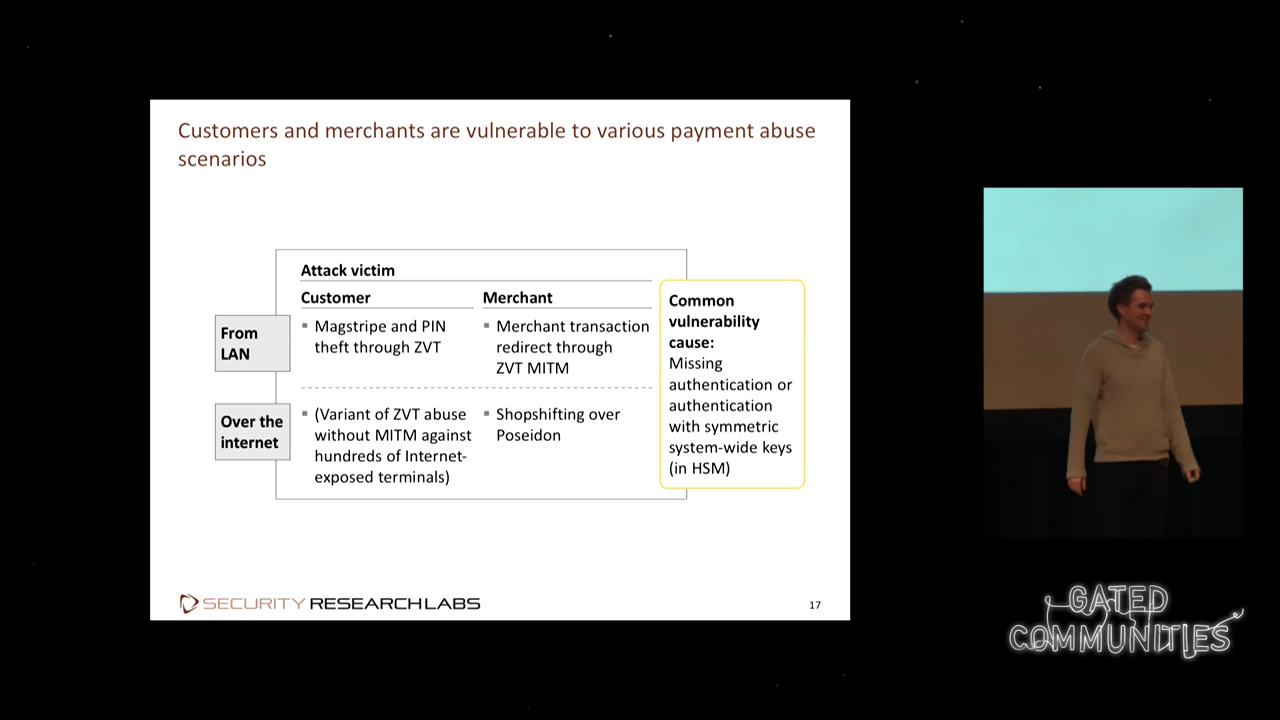 Customers and merchants are vulnerable to various payment abuse
scenarios
Attack victim
Customer
Merchant
From
LAN
▪ Magstripe and PIN
theft through ZVT
▪ Merchant transaction
redirect through
ZVT MITM
Over the
internet
▪ (Variant of ZVT abuse
without MITM against
hundreds of Internet-
exposed terminals)
▪ Shopshifting over
Poseidon
Common
vulnerability
cause:
Missing
authentication or
authentication
with symmetric
system-wide keys
(in HSM)
SECURITY RESEARCH LABS
17
GATED
COMMUNITIES